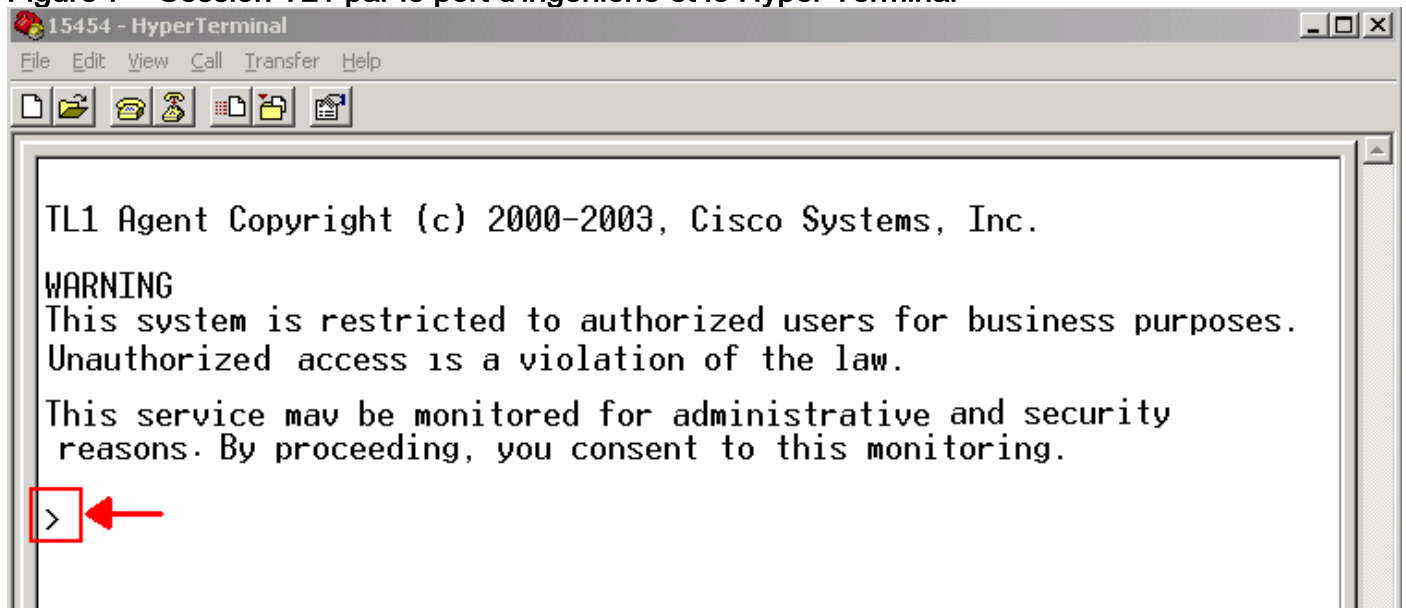 15454 - HyperTerminal
File Edit View Call Transfer Help
TL1 Agent Copyright (c) 2000-2003, Cisco Systems, Inc.
WARNING
This system is restricted to authorized users for business purposes.
Unauthorized access is a violation of the law.
This service may be monitored for administrative and security
reasons. By proceeding, you consent to this monitoring.
>